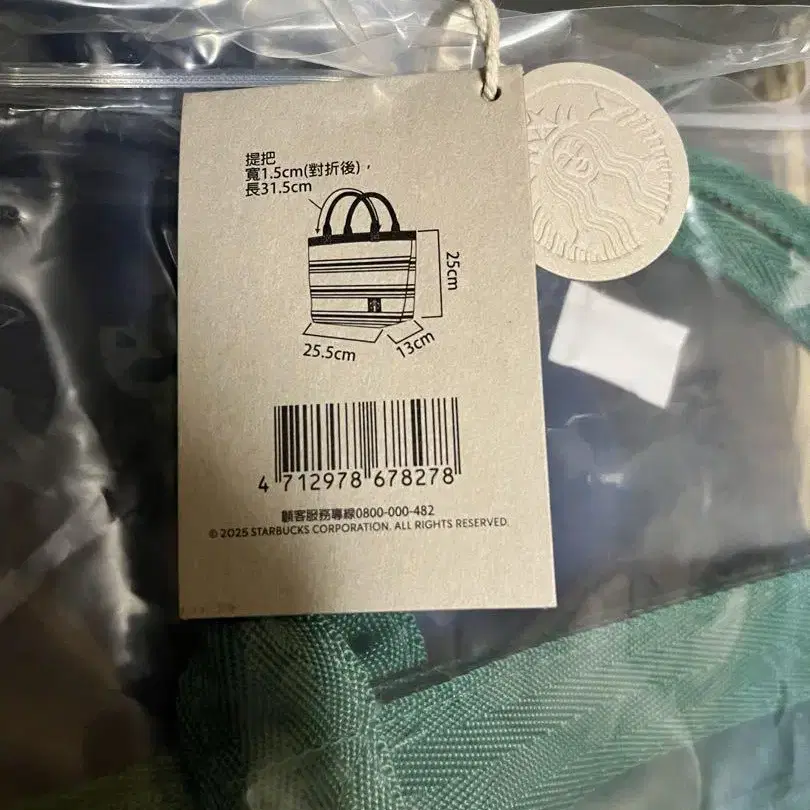 提把
寬1.5cm(對折後)，
長31.5cm
25cm
25.5cm
13cm
4 712978 678278
顧客服務專線0800-000-482
© 2025 STARBUCKS CORPORATION. ALL RIGHTS RESERVED.